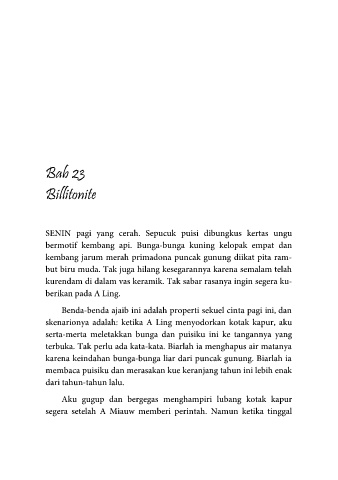 Bab 23
Billitonite
SENIN pagi yang cerah. Sepucuk puisi dibungkus kertas ungu
bermotif kembang api. Bunga-bunga kuning kelopak empat dan
kembang jarum merah primadona puncak gunung diikat pita ram-
but biru muda. Tak juga hilang kesegarannya karena semalam telah
kurendam di dalam vas keramik. Tak sabar rasanya ingin segera ku-
berikan pada A Ling.
Benda-benda ajaib ini adalah properti sekuel cinta pagi ini, dan
skenarionya adalah: ketika A Ling menyodorkan kotak kapur, aku
serta-merta meletakkan bunga dan puisiku ini ke tangannya yang
terbuka. Tak perlu ada kata-kata. Biarlah ia menghapus air matanya
karena keindahan bunga-bunga liar dari puncak gunung. Biarlah ia
membaca puisiku dan merasakan kue keranjang tahun ini lebih enak
dari tahun-tahun lalu.
Aku gugup dan bergegas menghampiri lubang kotak kapur
segera setelah A Miauw memberi perintah. Namun ketika tinggal